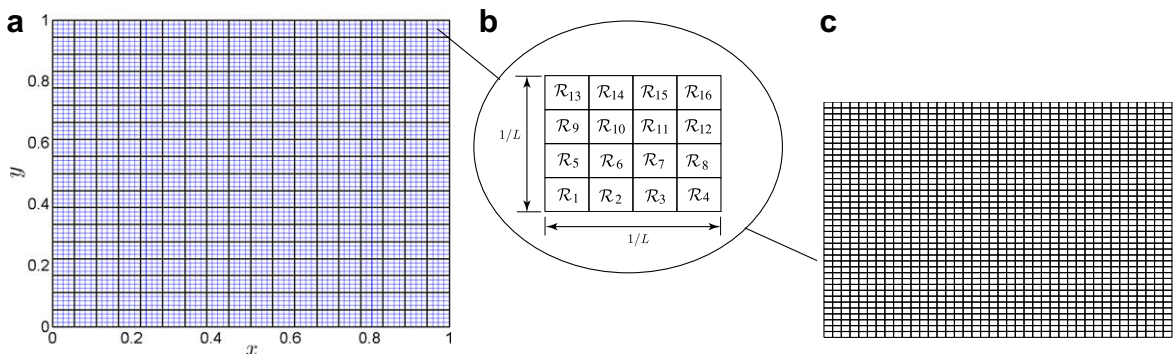 a
1
0.8
0.6
0.4
0.2
0
y
0 0.2 0.4 0.6 0.8 1
x
b
1/L
R13 R14 R15 R16
R9 R10 R11 R12
R5 R6 R7 R8
R1 R2 R3 R4
1/L
c